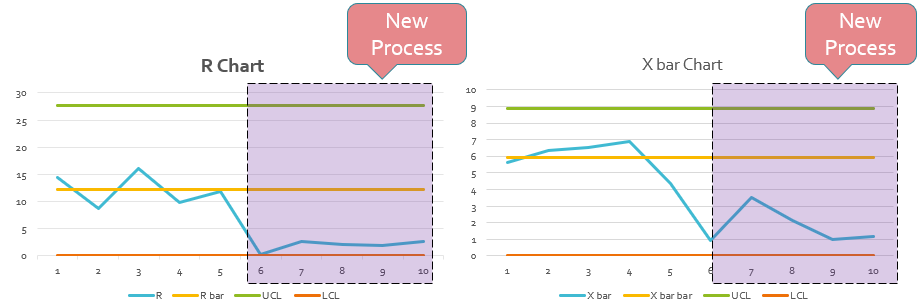 New
Process
R Chart
30
25
20
15
10
5
0
1 2 3 4 5 6 7 8 9 10
R R bar UCL LCL
New
Process
X bar Chart
10
9
8
7
6
5
4
3
2
1
0
1 2 3 4 5 6 7 8 9 10
X bar X bar bar UCL LCL